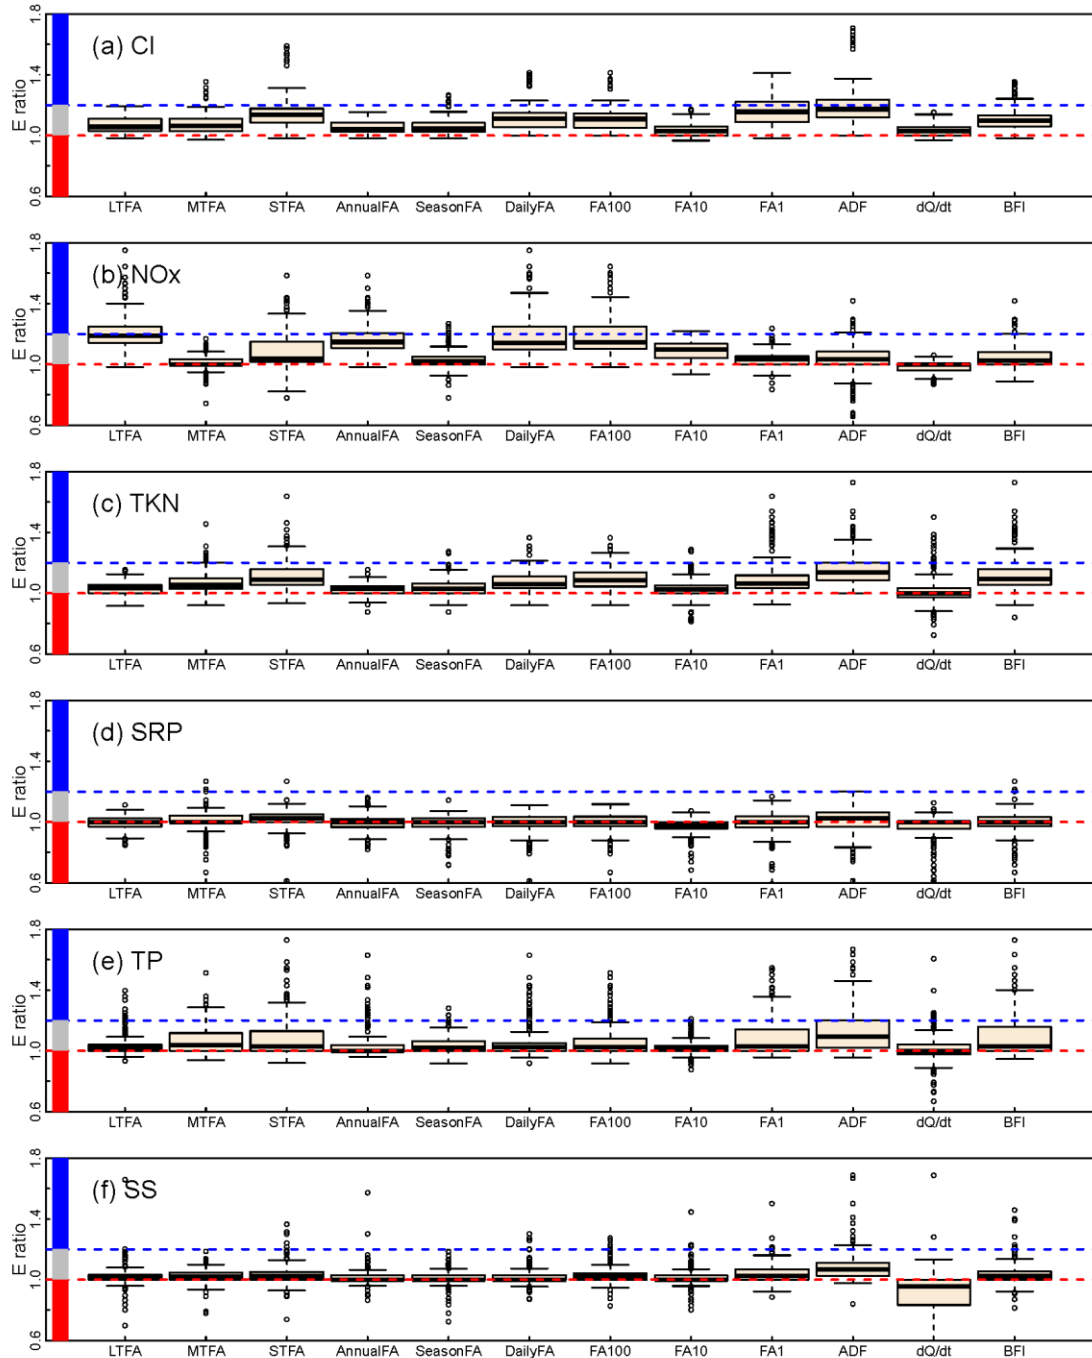 (a) Cl
E ratio
0.6 1.0 1.4 1.8
LTFA MTFA STFA AnnualFA SeasonFA DailyFA FA100 FA10 FA1 ADF dQ/dt BFI
(b) NOx
E ratio
0.6 1.0 1.4 1.8
LTFA MTFA STFA AnnualFA SeasonFA DailyFA FA100 FA10 FA1 ADF dQ/dt BFI
(c) TKN
E ratio
0.6 1.0 1.4 1.8
LTFA MTFA STFA AnnualFA SeasonFA DailyFA FA100 FA10 FA1 ADF dQ/dt BFI
(d) SRP
E ratio
0.6 1.0 1.4 1.8
LTFA MTFA STFA AnnualFA SeasonFA DailyFA FA100 FA10 FA1 ADF dQ/dt BFI
(e) TP
E ratio
0.6 1.0 1.4 1.8
LTFA MTFA STFA AnnualFA SeasonFA DailyFA FA100 FA10 FA1 ADF dQ/dt BFI
(f) SS
E ratio
0.6 1.0 1.4 1.8
LTFA MTFA STFA AnnualFA SeasonFA DailyFA FA100 FA10 FA1 ADF dQ/dt BFI